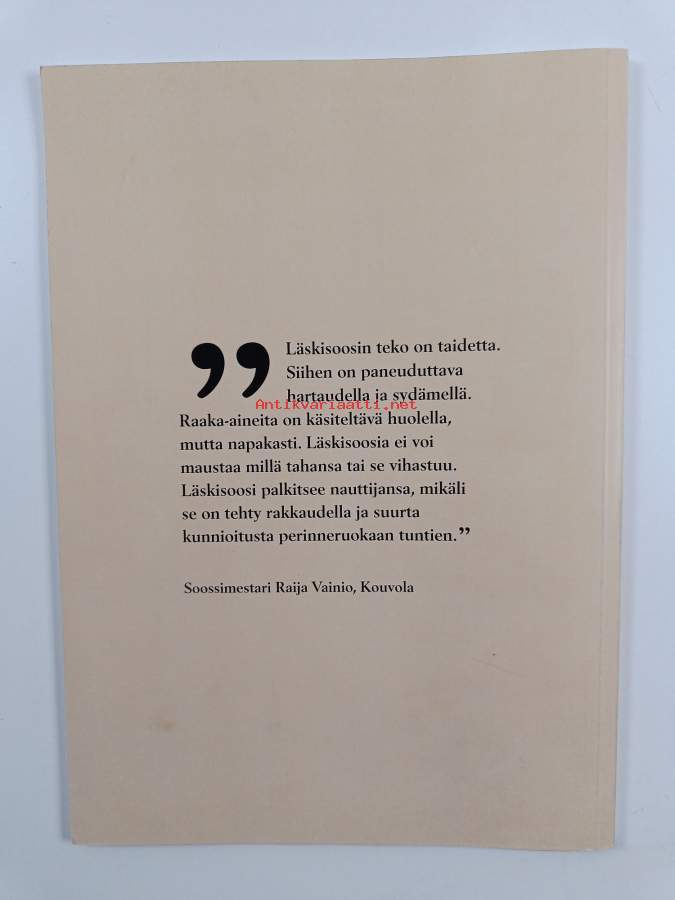 ”Läskisoosin teko on taidetta.
Siihen on paneuduttava
hartaudella ja sydämellä.
Antikvariaatti.net
Raaka-aineita on käsiteltävä huolella,
mutta napakasti. Läskisoosia ei voi
maustaa millä tahansa tai se vihastuu.
Läskisoosi palkitsee nauttijansa, mikäli
se on tehty rakkaudella ja suurta
kunnioitusta perinneruokaan tuntien.”
Soossimestari Raija Vainio, Kouvola